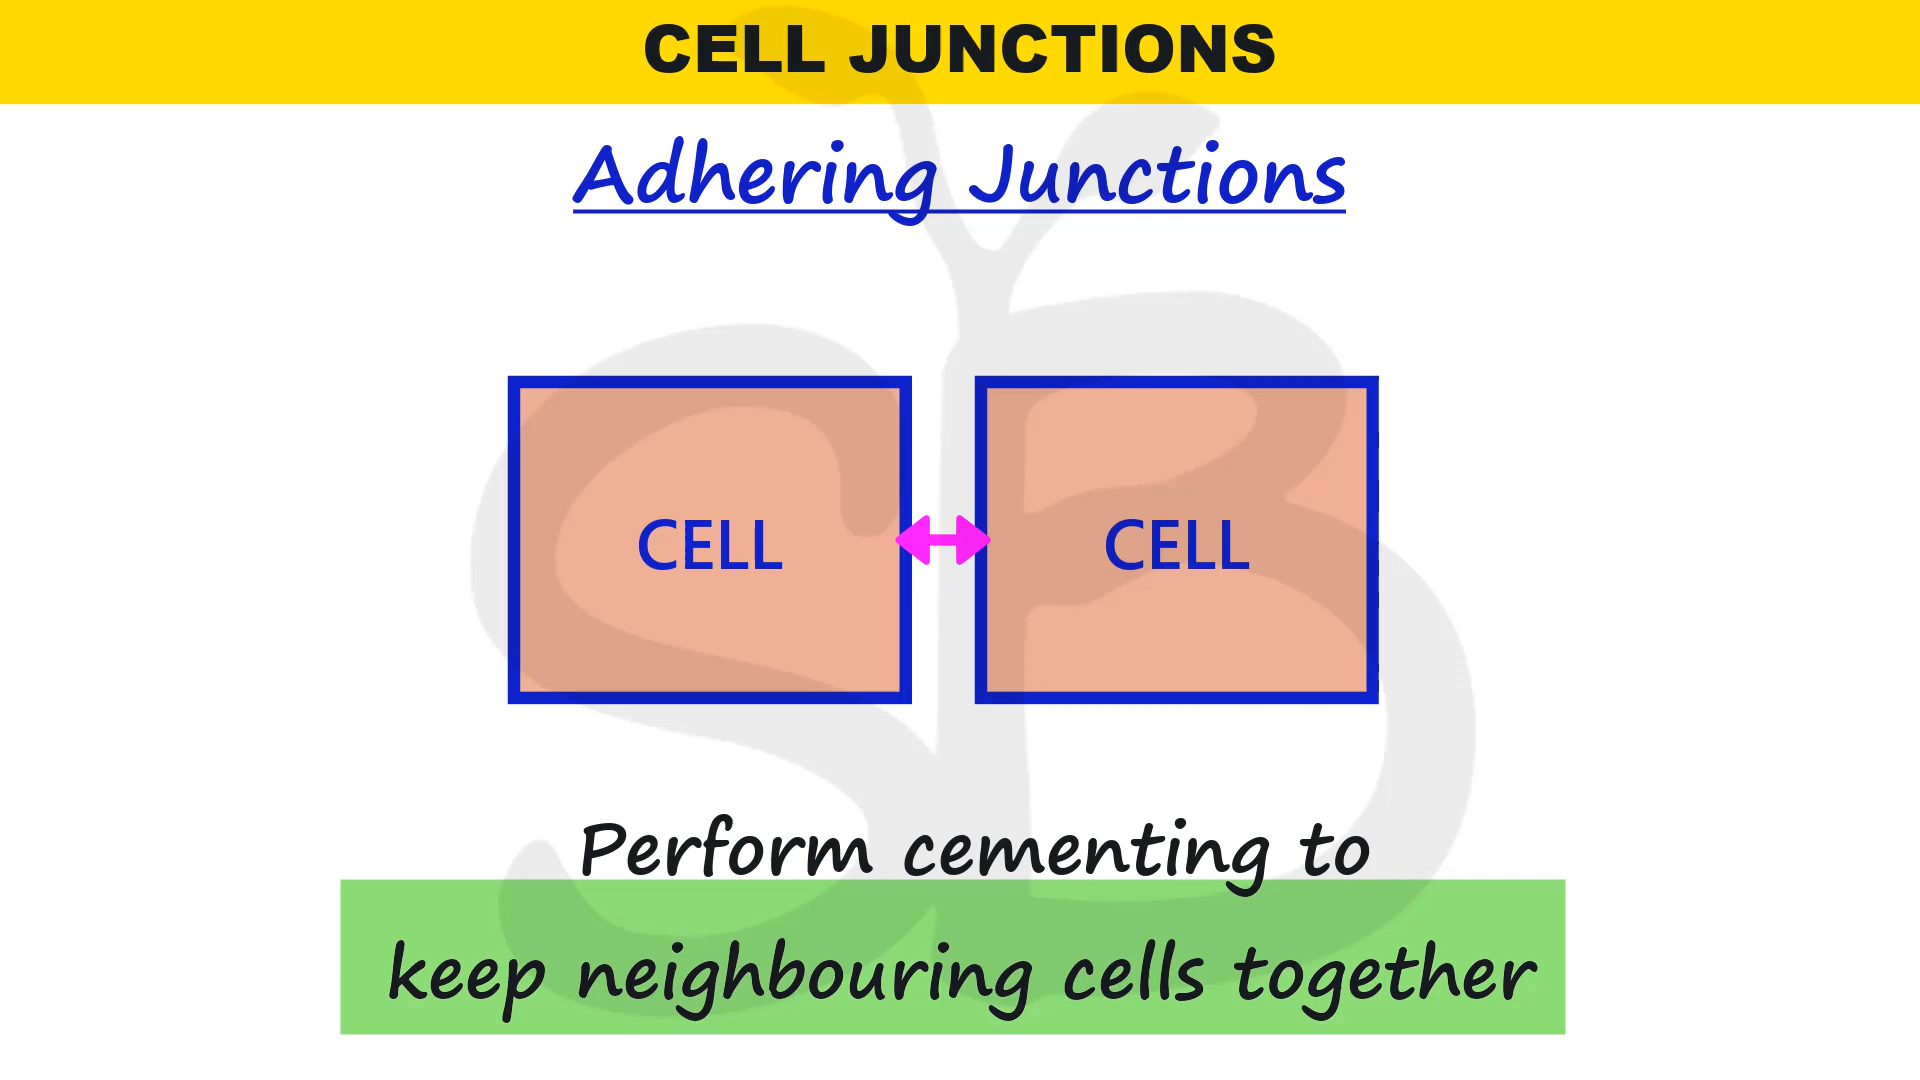 CELL JUNCTIONS
Adhering Junctions
CELL
CELL
Perform cementing to
keep neighbouring cells together